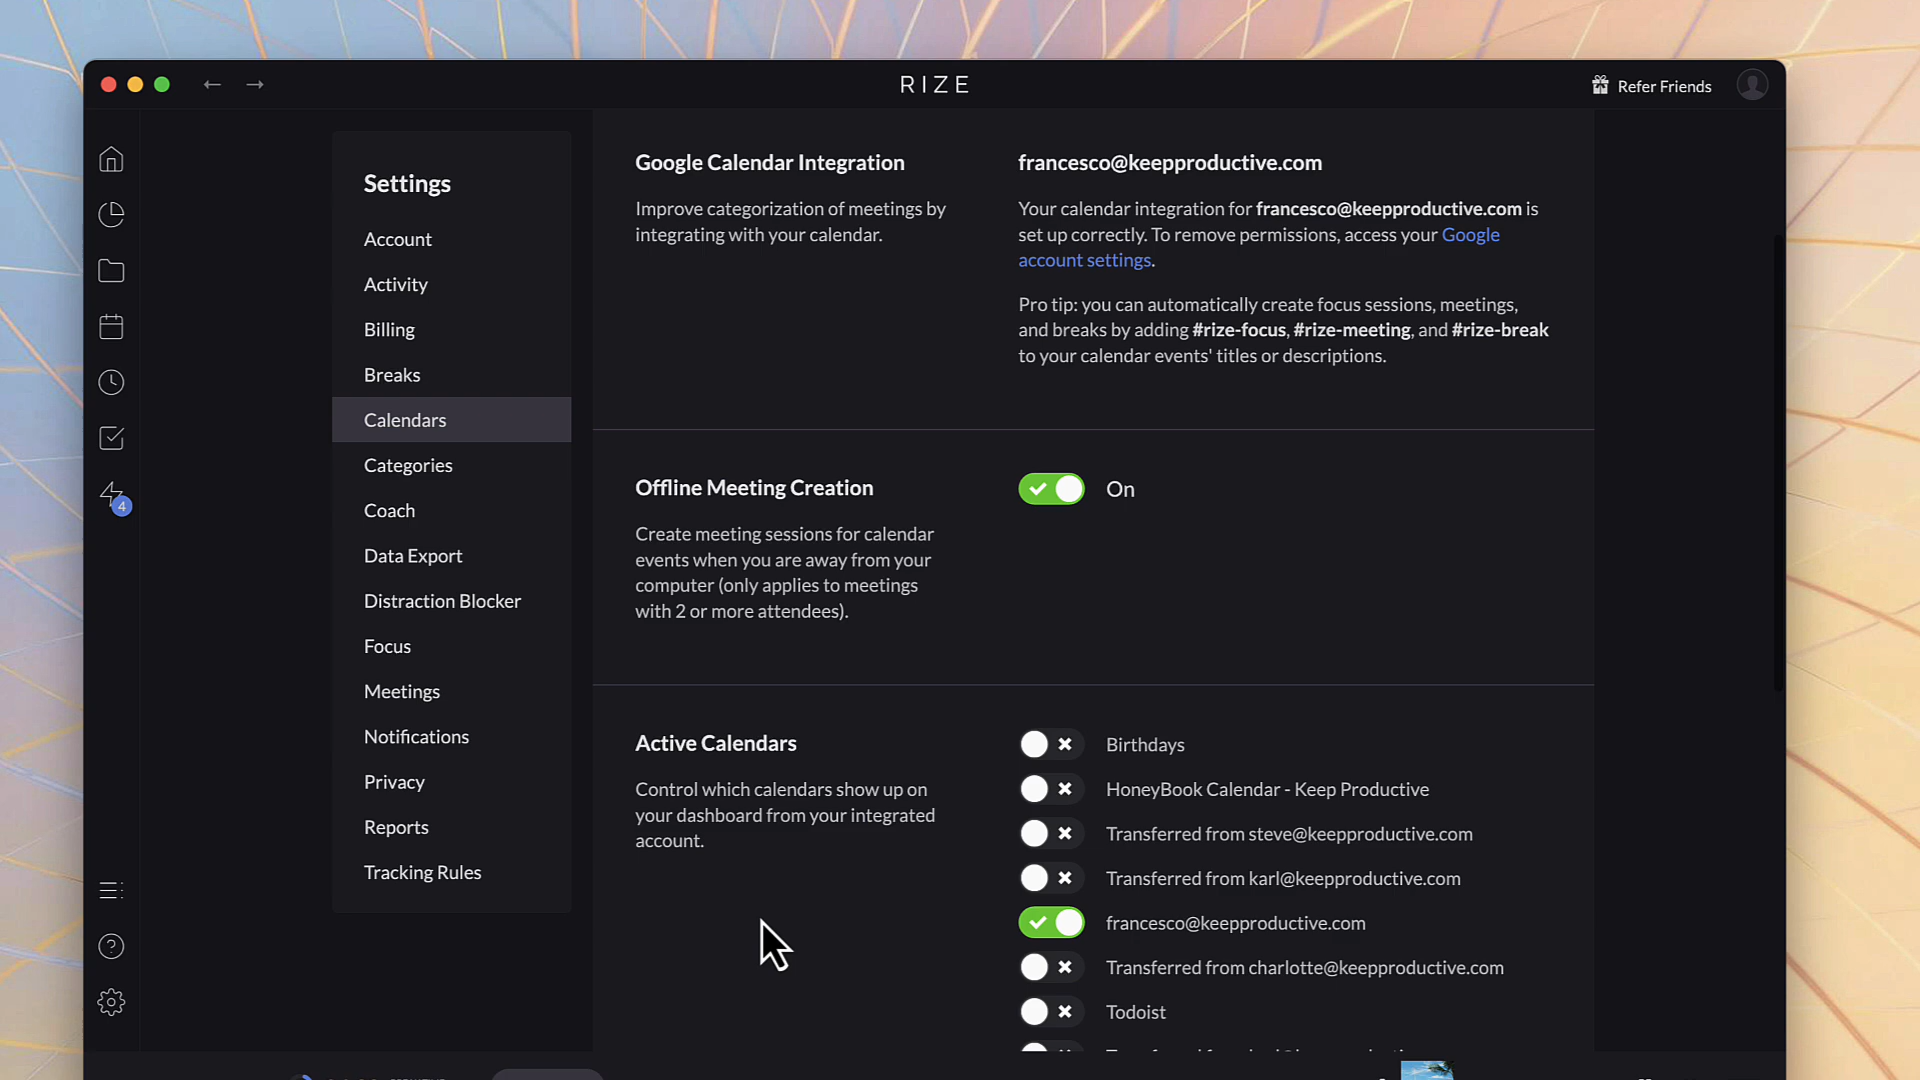 RIZE
Refer Friends
Settings
Account
Activity
Billing
Breaks
Calendars
Categories
Coach
Data Export
Distraction Blocker
Focus
Meetings
Notifications
Privacy
Reports
Tracking Rules
4
Google Calendar Integration
Improve categorization of meetings by
integrating with your calendar.
francesco@keepproductive.com
Your calendar integration for francesco@keepproductive.com is
set up correctly. To remove permissions, access your Google
account settings.
Pro tip: you can automatically create focus sessions, meetings,
and breaks by adding #rize-focus, #rize-meeting, and #rize-break
to your calendar events' titles or descriptions.
Offline Meeting Creation
On
Create meeting sessions for calendar
events when you are away from your
computer (only applies to meetings
with 2 or more attendees).
Active Calendars
Control which calendars show up on
your dashboard from your integrated
account.
Birthdays
HoneyBook Calendar - Keep Productive
Transferred from steve@keepproductive.com
Transferred from karl@keepproductive.com
francesco@keepproductive.com
Transferred from charlotte@keepproductive.com
Todoist